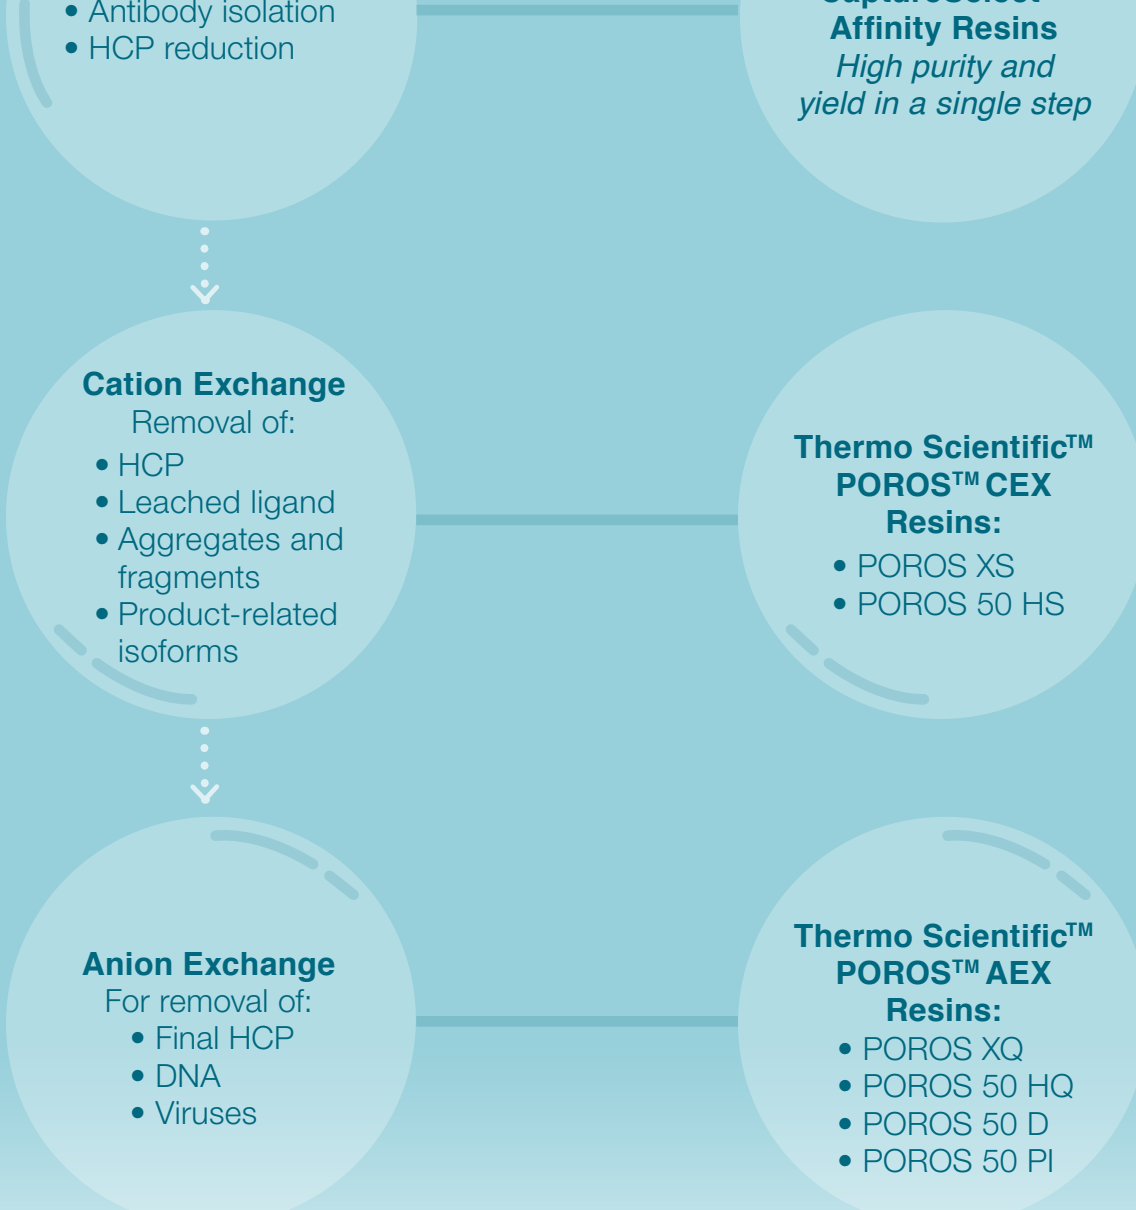 • Antibody isolation
• HCP reduction
Affinity Resins
High purity and
yield in a single step
Cation Exchange
Removal of:
• HCP
• Leached ligand
• Aggregates and
fragments
• Product-related
isoforms
Thermo Scientific™
POROS™ CEX
Resins:
• POROS XS
• POROS 50 HS
Anion Exchange
For removal of:
• Final HCP
• DNA
• Viruses
Thermo Scientific™
POROS™ AEX
Resins:
• POROS XQ
• POROS 50 HQ
• POROS 50 D
• POROS 50 PI